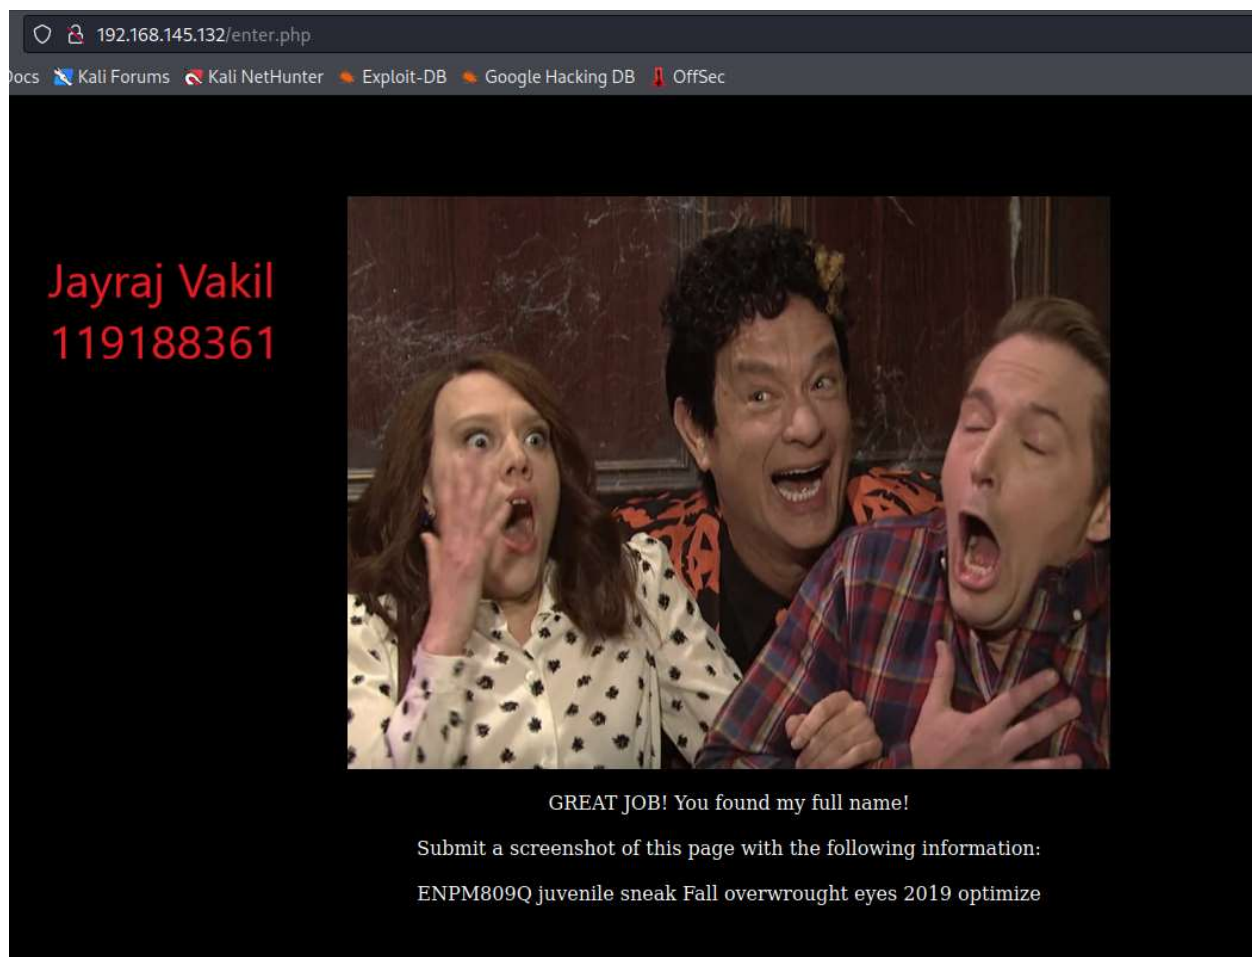 192.168.145.132/enter.php
Docs Kali Forums Kali NetHunter Exploit-DB Google Hacking DB OffSec
Jayraj Vakil
119188361
GREAT JOB! You found my full name!
Submit a screenshot of this page with the following information:
ENPM809Q juvenile sneak Fall overwrought eyes 2019 optimize